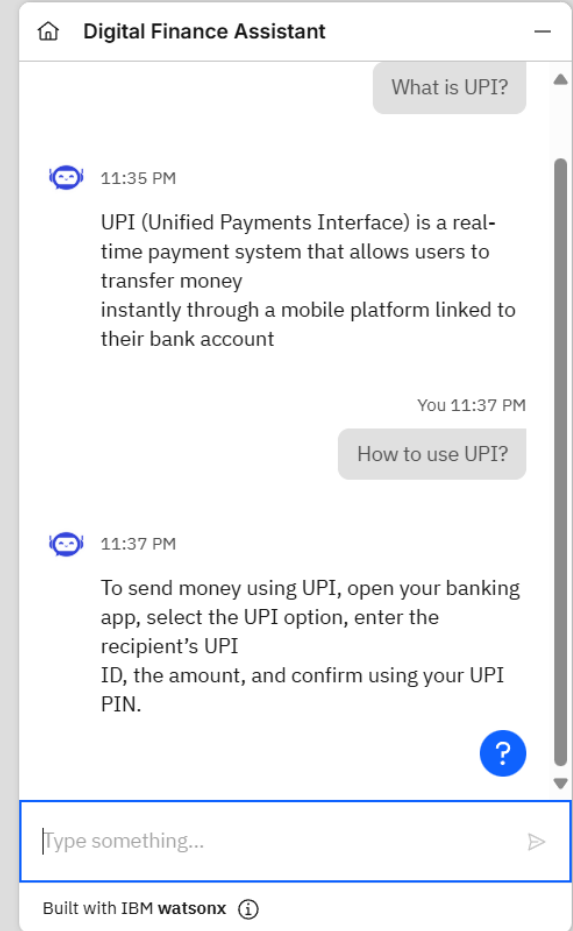 Digital Finance Assistant
What is UPI?
11:35 PM
UPI (Unified Payments Interface) is a real-
time payment system that allows users to
transfer money
instantly through a mobile platform linked to
their bank account
You 11:37 PM
How to use UPI?
11:37 PM
To send money using UPI, open your banking
app, select the UPI option, enter the
recipient’s UPI
ID, the amount, and confirm using your UPI
PIN.
?
Type something...
Built with IBM watsonx